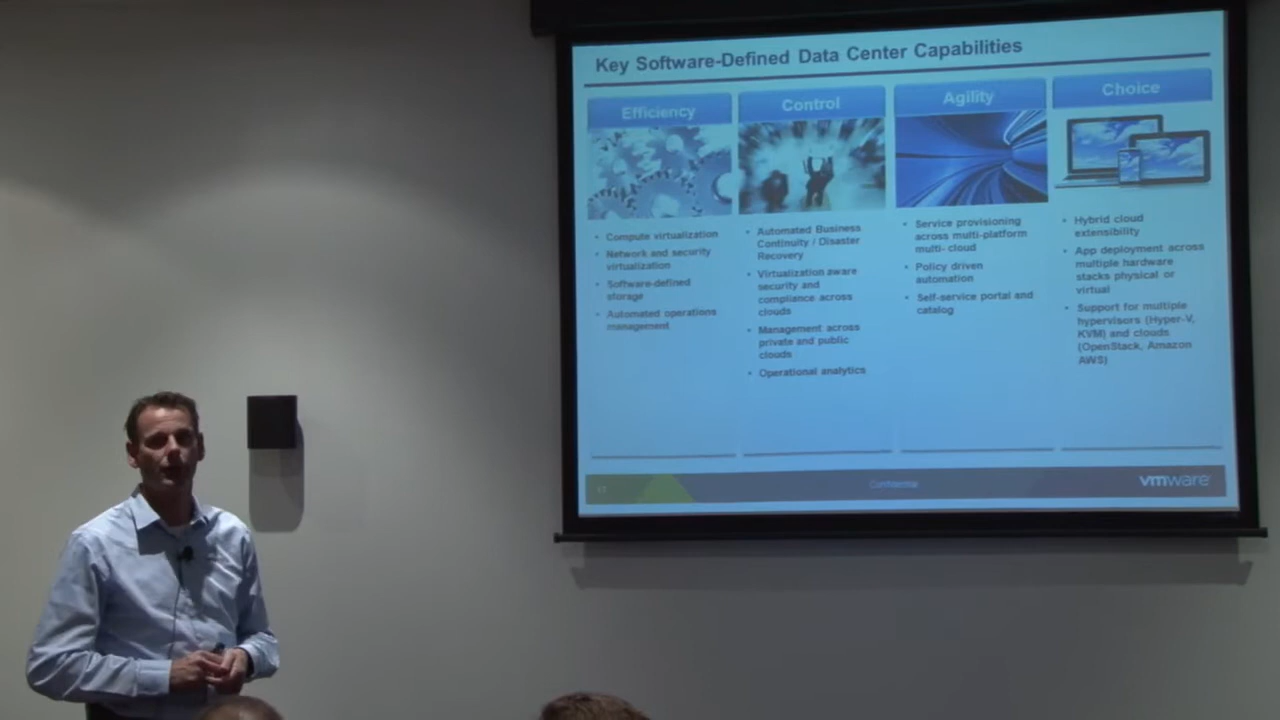 Key Software-Defined Data Center Capabilities
Efficiency
• Compute virtualization
• Network and security
virtualization
• Software-defined
storage
• Automated operations
management
Control
• Automated Business
Continuity / Disaster
Recovery
• Virtualization aware
security and
compliance across
clouds
• Management across
private and public
clouds
• Operational analytics
Agility
• Service provisioning
across multi-platform
multi- cloud
• Policy driven
automation
• Self-service portal and
catalog
Choice
• Hybrid cloud
extensibility
• App deployment across
multiple hardware
stacks physical or
virtual
• Support for multiple
hypervisors (Hyper-V,
KVM) and clouds
(OpenStack, Amazon
AWS)
Confidential
vmware